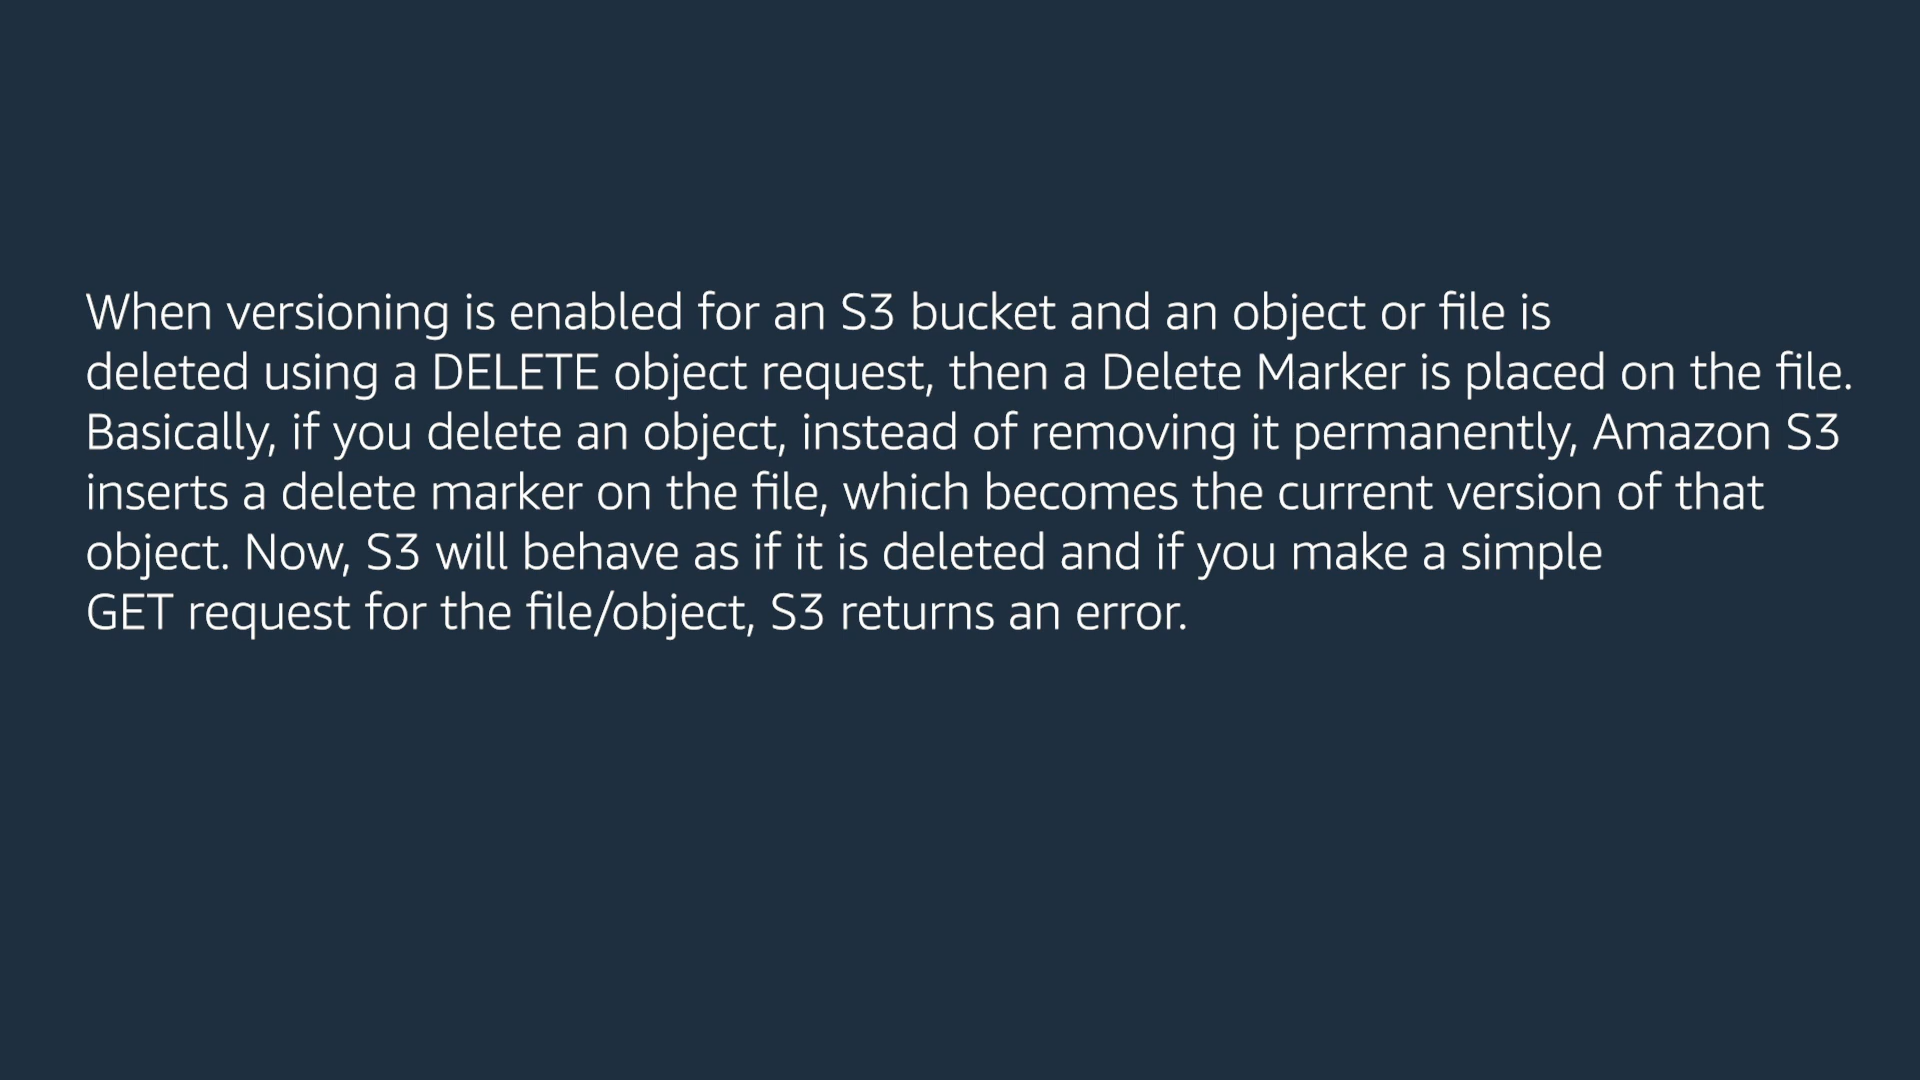 When versioning is enabled for an S3 bucket and an object or file is
deleted using a DELETE object request, then a Delete Marker is placed on the file.
Basically, if you delete an object, instead of removing it permanently, Amazon S3
inserts a delete marker on the file, which becomes the current version of that
object. Now, S3 will behave as if it is deleted and if you make a simple
GET request for the file/object, S3 returns an error.